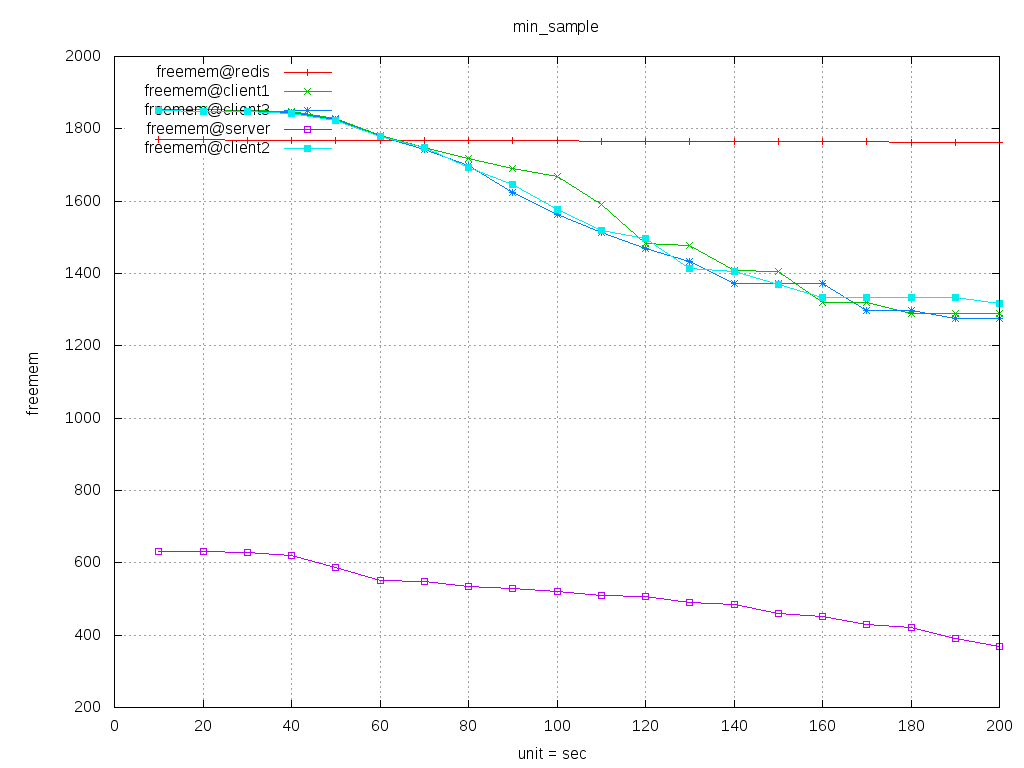 min_sample
2000
1800
1600
1400
1200
1000
800
600
400
200
freemem
freemem@redis
freemem@client1
freemem@client3
freemem@server
freemem@client2
0 20 40 60 80 100 120 140 160 180 200
unit = sec